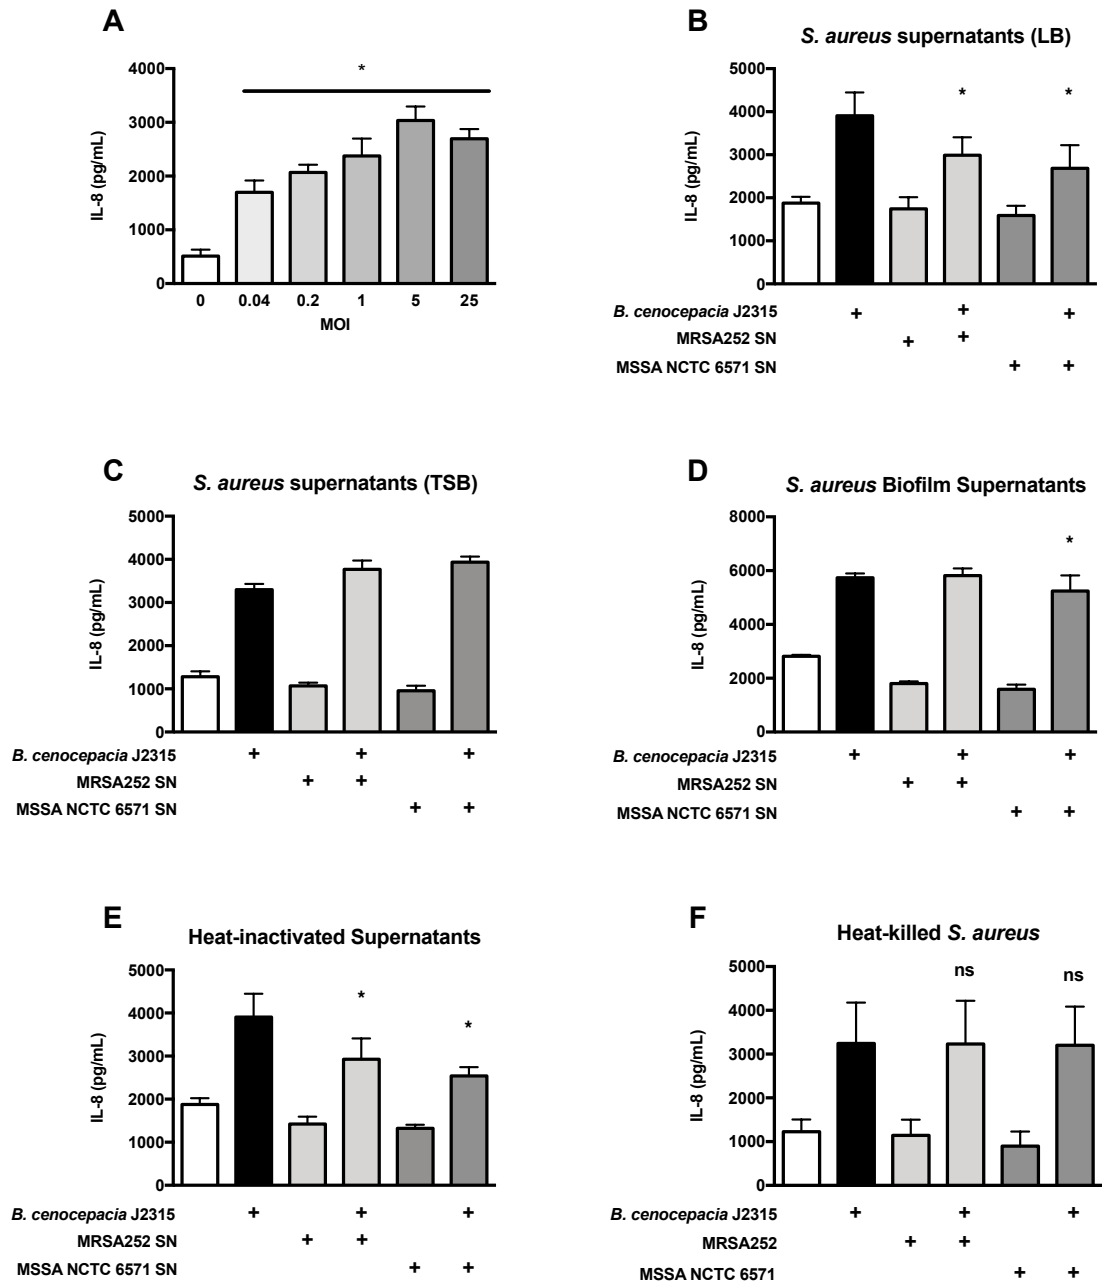 A
4000
*
3000
2000
1000
0
IL-8 (pg/mL)
0 0.04 0.2 1 5 25
MOI
B
S. aureus supernatants (LB)
5000
4000
3000
2000
1000
0
IL-8 (pg/mL)
* *
B. cenocepacia J2315 + + +
MRSA252 SN + +
MSSA NCTC 6571 SN + +
C
S. aureus supernatants (TSB)
5000
4000
3000
2000
1000
0
IL-8 (pg/mL)
B. cenocepacia J2315 + + +
MRSA252 SN + +
MSSA NCTC 6571 SN + +
D
S. aureus Biofilm Supernatants
8000
6000
4000
2000
0
IL-8 (pg/mL)
*
B. cenocepacia J2315 + + +
MRSA252 SN + +
MSSA NCTC 6571 SN + +
E
Heat-inactivated Supernatants
5000
4000
3000
2000
1000
0
IL-8 (pg/mL)
* *
B. cenocepacia J2315 + + +
MRSA252 SN + +
MSSA NCTC 6571 SN + +
F
Heat-killed S. aureus
5000
4000
3000
2000
1000
0
IL-8 (pg/mL)
ns ns
B. cenocepacia J2315 + + +
MRSA252 + +
MSSA NCTC 6571 + +